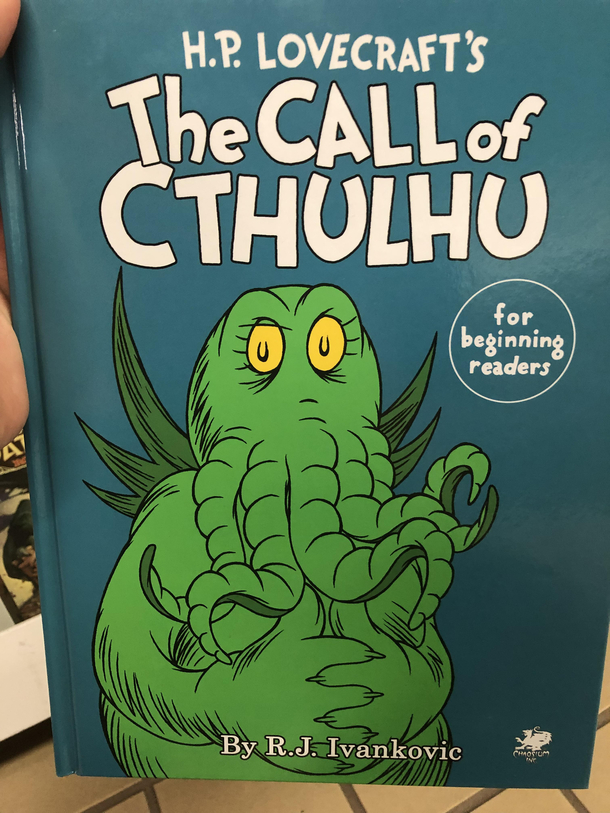 H.P. LOVECRAFT'S
The CALL of
CTHULHU
for
beginning
readers
By R.J. Ivankovic
CHAOSIUM
INC